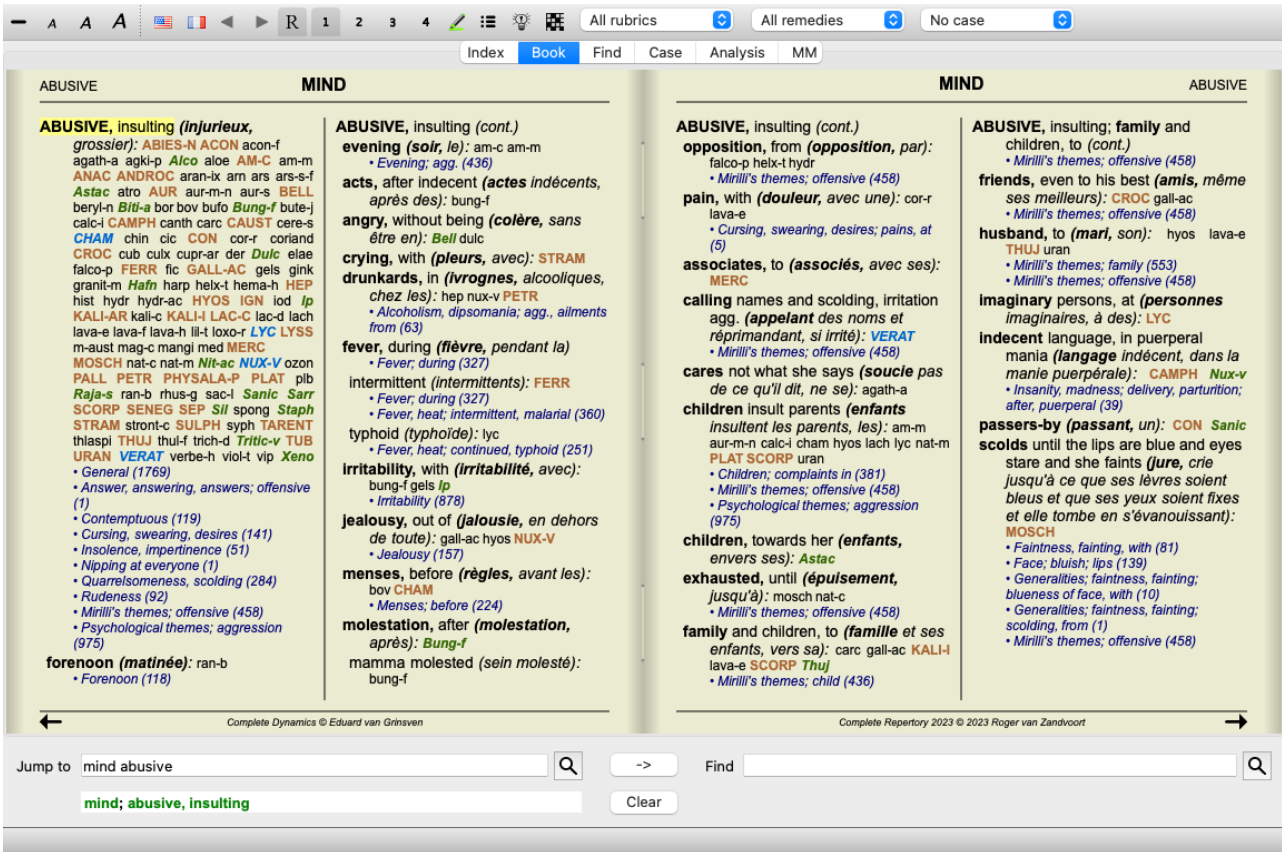 A A A R 1 2 3 4 All rubrics All remedies No case
Index Book Find Case Analysis MM
ABUSIVE MIND
ABUSIVE, insulting (injurieux,
grossier): ABIES-N ACON acon-f
agath-a agki-p Alco aloe AM-C am-m
ANAC ANDROC aran-ix arn ars ars-s-f
Astac atro AUR aur-m-n aur-s BELL
beryl-n Biti-a bor bov bufo Bung-f bute-j
calc-i CAMPH canth carc CAUST cere-s
CHAM chin cic CON cor-r coriand
CROC cub culx cupr-ar der Dulc elae
falco-p FERR fic GALL-AC gels gink
granit-m Hafn harp helx-t hema-h HEP
hist hydr hydr-ac HYOS IGN iod Ip
KALI-AR kali-c KALI-I LAC-C lac-d lach
lava-e lava-f lava-h lil-t loxo-r LYC LYSS
m-aust mag-c mangi med MERC
MOSCH nat-c nat-m Nit-ac NUX-V ozon
PALL PETR PHYSALA-P PLAT plb
Raja-s ran-b rhus-g sac-l Sanic Sarr
SCORP SENEG SEP Sil spong Staph
STRAM stront-c SULPH syph TARENT
thlaspi THUJ thul-f trich-d Tritic-v TUB
URAN VERAT verbe-h viol-t vip Xeno
• General (1769)
• Answer, answering, answers; offensive
(1)
• Contemptuous (119)
• Cursing, swearing, desires (141)
• Insolence, impertinence (51)
• Nipping at everyone (1)
• Quarrelsomeness, scolding (284)
• Rudeness (92)
• Mirilli's themes; offensive (458)
• Psychological themes; aggression
(975)
forenoon (matinée): ran-b
• Forenoon (118)
ABUSIVE, insulting (cont.)
evening (soir, le): am-c am-m
• Evening; agg. (436)
acts, after indecent (actes indécents,
après des): bung-f
angry, without being (colère, sans
être en): Bell dulc
crying, with (pleurs, avec): STRAM
drunkards, in (ivrognes, alcooliques,
chez les): hep nux-v PETR
• Alcoholism, dipsomania; agg., ailments
from (63)
fever, during (fièvre, pendant la)
• Fever; during (327)
intermittent (intermittents): FERR
• Fever; during (327)
• Fever, heat; intermittent, malarial (360)
typhoid (typhoïde): lyc
• Fever, heat; continued, typhoid (251)
irritability, with (irritabilité, avec):
bung-f gels Ip
• Irritability (878)
jealousy, out of (jalousie, en dehors
de toute): gall-ac hyos NUX-V
• Jealousy (157)
menses, before (règles, avant les):
bov CHAM
• Menses; before (224)
molestation, after (molestation,
après): Bung-f
mamma molested (sein molesté):
bung-f
Complete Dynamics © Eduard van Grinsven
MIND ABUSIVE
ABUSIVE, insulting (cont.)
opposition, from (opposition, par):
falco-p helx-t hydr
• Mirilli's themes; offensive (458)
pain, with (douleur, avec une): cor-r
lava-e
• Cursing, swearing, desires; pains, at
(5)
associates, to (associés, avec ses):
MERC
calling names and scolding, irritation
agg. (appelant des noms et
réprimandant, si irrité): VERAT
• Mirilli's themes; offensive (458)
cares not what she says (soucie pas
de ce qu'il dit, ne se): agath-a
children insult parents (enfants
insultent les parents, les): am-m
aur-m-n calc-i cham hyos lach lyc nat-m
PLAT SCORP uran
• Children; complaints in (381)
• Mirilli's themes; offensive (458)
• Psychological themes; aggression
(975)
children, towards her (enfants,
envers ses): Astac
exhausted, until (épuisement,
jusqu'à): mosch nat-c
• Mirilli's themes; offensive (458)
family and children, to (famille et ses
enfants, vers sa): carc gall-ac KALI-I
lava-e SCORP Thuj
• Mirilli's themes; child (436)
ABUSIVE, insulting; family and
children, to (cont.)
• Mirilli's themes; offensive (458)
friends, even to his best (amis, même
ses meilleurs): CROC gall-ac
• Mirilli's themes; offensive (458)
husband, to (mari, son): hyos lava-e
THUJ uran
• Mirilli's themes; family (553)
• Mirilli's themes; offensive (458)
imaginary persons, at (personnes
imaginaires, à des): LYC
indecent language, in puerperal
mania (langage indécent, dans la
manie puerpérale): CAMPH Nux-v
• Insanity, madness; delivery, parturition;
after, puerperal (39)
passers-by (passant, un): CON Sanic
scolds until the lips are blue and eyes
stare and she faints (jure, crie
jusqu'à ce que ses lèvres soient
bleus et que ses yeux soient fixes
et elle tombe en s'évanouissant):
MOSCH
• Faintness, fainting, with (81)
• Face; bluish; lips (139)
• Generalities; faintness, fainting;
blueness of face, with (10)
• Generalities; faintness, fainting;
scolding, from (1)
• Mirilli's themes; offensive (458)
Complete Repertory 2023 © 2023 Roger van Zandvoort
Jump to mind abusive -> Find
mind; abusive, insulting Clear